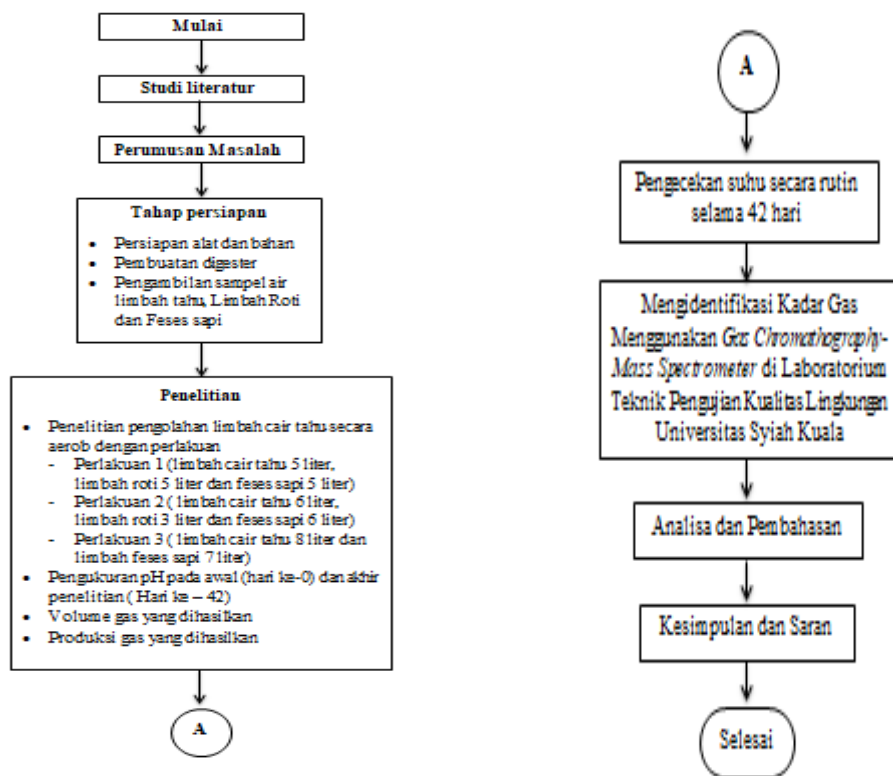 Mulai
Studi literatur
Perumusan Masalah
Tahap persiapan
• Persiapan alat dan bahan
• Pembuatan digester
• Pengambilan sampel air
limbah tahu, Limbah Roti
dan Feses sapi
Penelitian
• Penelitian pengolahan limbah cair tahu secara
aerob dengan perlakuan
- Perlakuan 1 (limbah cair tahu 5 liter,
limbah roti 5 liter dan feses sapi 5 liter)
- Perlakuan 2 ( limbah cair tahu 6 liter,
limbah roti 3 liter dan feses sapi 6 liter)
- Perlakuan 3 ( limbah cair tahu 8 liter dan
limbah feses sapi 7 liter)
• Pengukuran pH pada awal (hari ke-0) dan akhir
penelitian ( Hari ke – 42)
• Volume gas yang dihasilkan
• Produksi gas yang dihasilkan
A
A
Pengecekan suhu secara rutin
selama 42 hari
Mengidentifikasi Kadar Gas
Menggunakan Gas Chromathography-
Mass Spectrometer di Laboratorium
Teknik Pengujian Kualitas Lingkungan
Universitas Syiah Kuala
Analisa dan Pembahasan
Kesimpulan dan Saran
Selesai